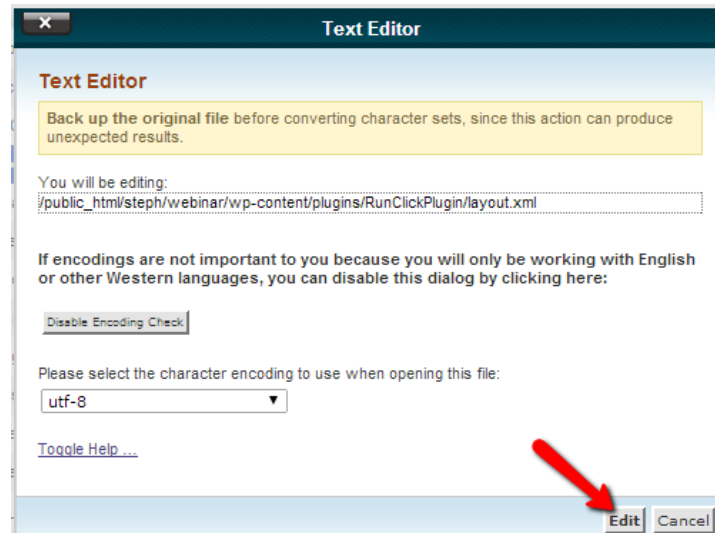 Text Editor
Text Editor
Back up the original file before converting character sets, since this action can produce
unexpected results.
You will be editing:
/public_html/steph/webinar/wp-content/plugins/RunClickPlugin/layout.xml
If encodings are not important to you because you will only be working with English
or other Western languages, you can disable this dialog by clicking here:
Disable Encoding Check
Please select the character encoding to use when opening this file:
utf-8
Toggle Help ...
Edit Cancel